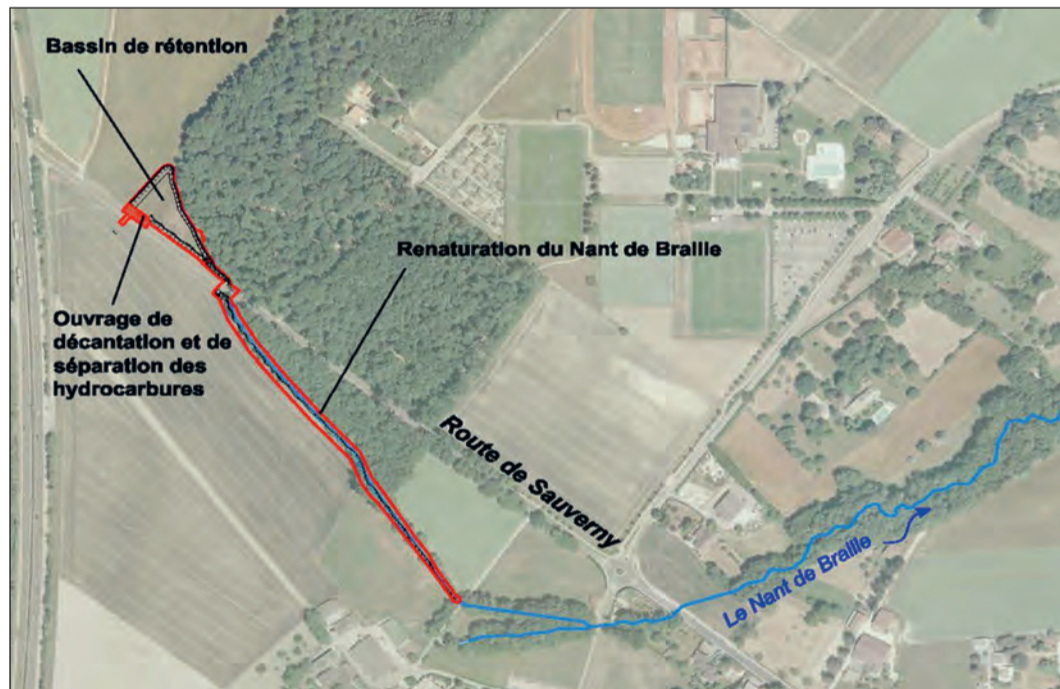 Bassin de rétention
Renaturation du Nant de Braille
Ouvrage de
décantation et de
séparation des
hydrocarbures
Route de Sauverny
Le Nant de Braille